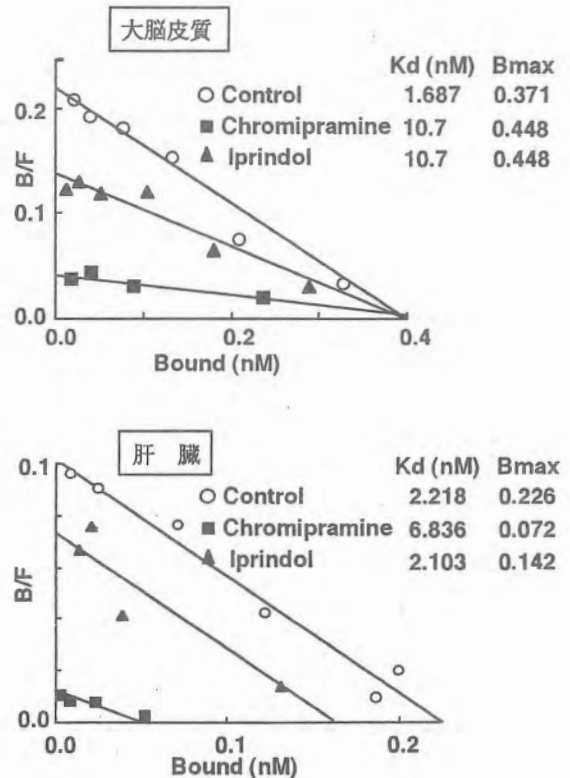 大脳皮質
Kd (nM) Bmax
Control 1.687 0.371
Chromipramine 10.7 0.448
Iprindol 10.7 0.448
B/F
0.2
0.1
0.0
0.0 0.2 0.4
Bound (nM)
肝 臓
Kd (nM) Bmax
Control 2.218 0.226
Chromipramine 6.836 0.072
Iprindol 2.103 0.142
B/F
0.1
0.0
0.0 0.1 0.2
Bound (nM)